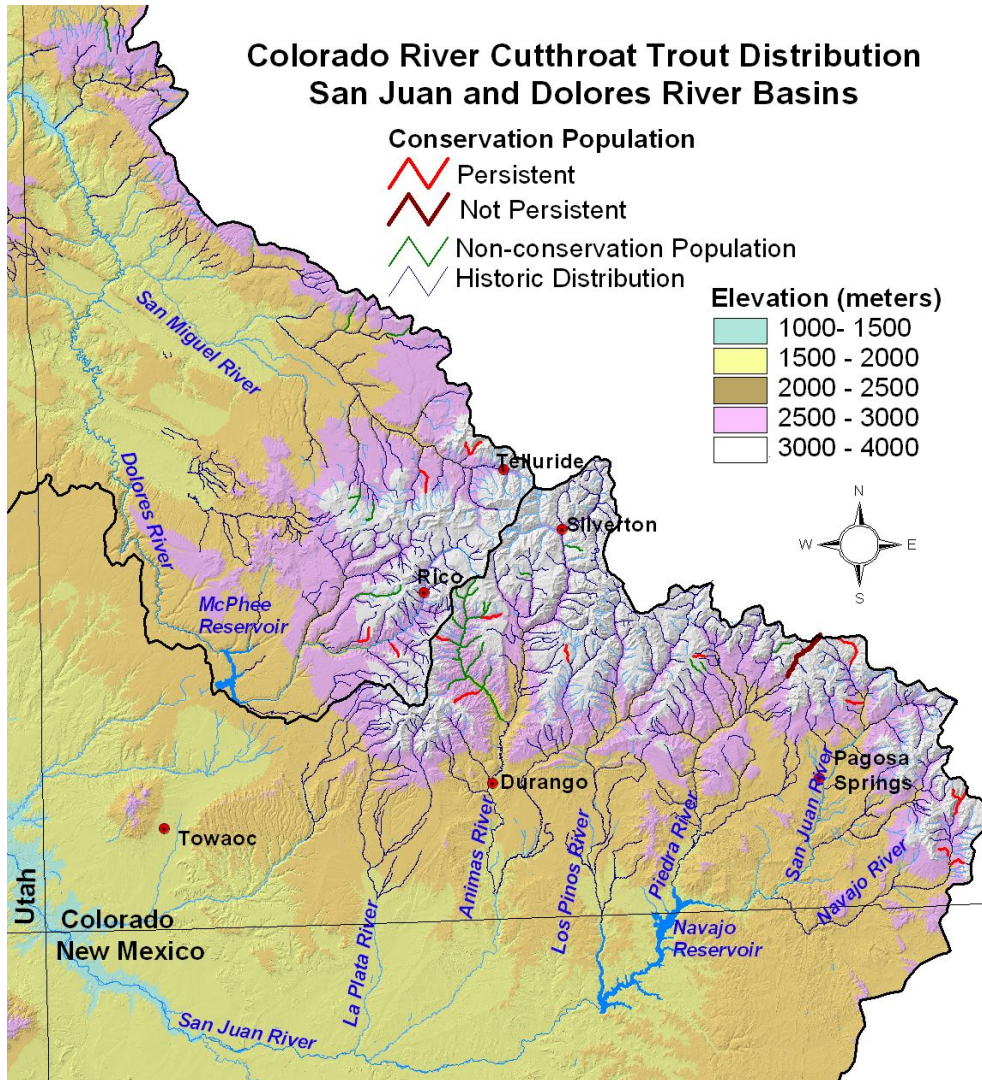 Colorado River Cutthroat Trout Distribution
San Juan and Dolores River Basins
Conservation Population
Persistent
Not Persistent
Non-conservation Population
Historic Distribution
Elevation (meters)
1000- 1500
1500 - 2000
2000 - 2500
2500 - 3000
3000 - 4000
San Miguel River
Dolores River
Telluride
Silverton
N
W
E
S
Rico
McPhee
Reservoir
Durango
Pagosa
Springs
Towaoc
Animas River
Los Pinos River
Piedra River
San Juan River
Navajo River
Utah
Colorado
New Mexico
La Plata River
Navajo
Reservoir
San Juan River